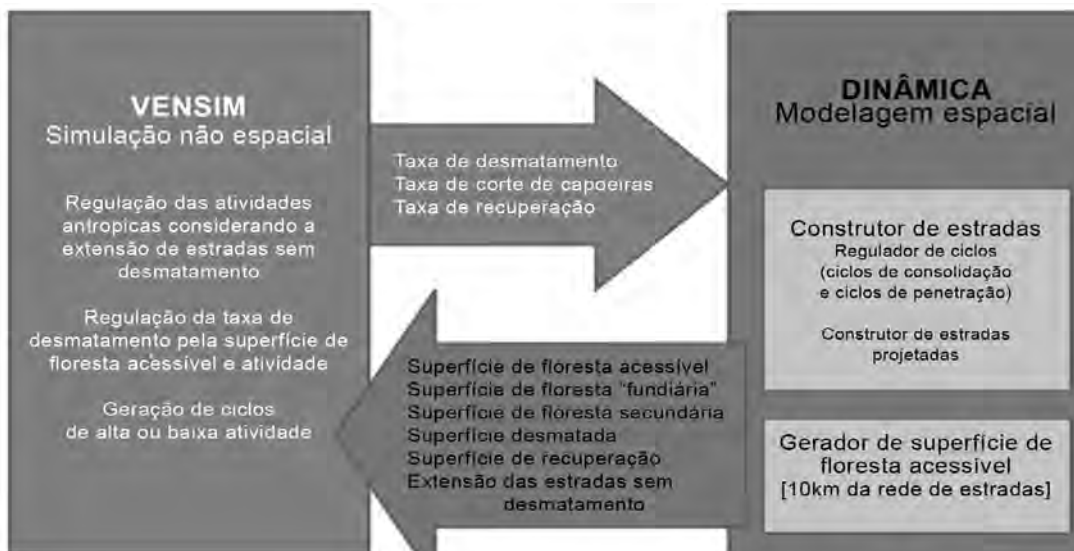 VENSIM
Simulação não espacial
Regulação das atividades
antropicas considerando a
extensão de estradas sem
desmatamento
Regulação da taxa de
desmatamento pela superfície de
floresta acessível e atividade
Geração de ciclos
de alta ou baixa atividade
Taxa de desmatamento
Taxa de corte de capoeiras
Taxa de recuperação
Superfície de floresta acessível
Superfície de floresta "fundiária"
Superfície de floresta secundária
Superfície desmatada
Superfície de recuperação
Extensão das estradas sem
desmatamento
DINÂMICA
Modelagem espacial
Construtor de estradas
Regulador de ciclos
(ciclos de consolidação
e ciclos de penetração)
Construtor de estradas
projetadas
Gerador de superfície de
floresta acessível
[10km da rede de estradas]